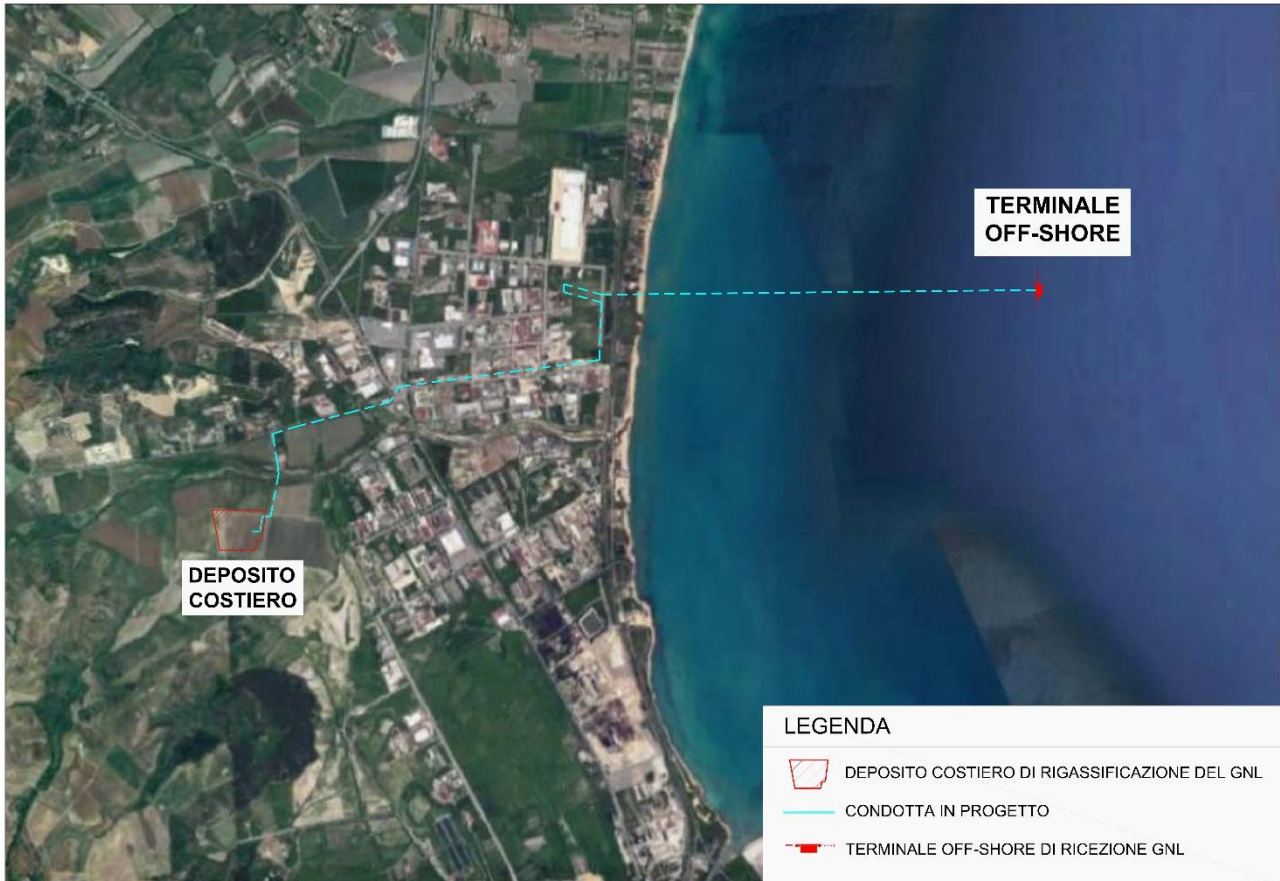 TERMINALE
OFF-SHORE
DEPOSITO
COSTIERO
LEGENDA
DEPOSITO COSTIERO DI RIGASSIFICAZIONE DEL GNL
CONDOTTA IN PROGETTO
TERMINALE OFF-SHORE DI RICEZIONE GNL